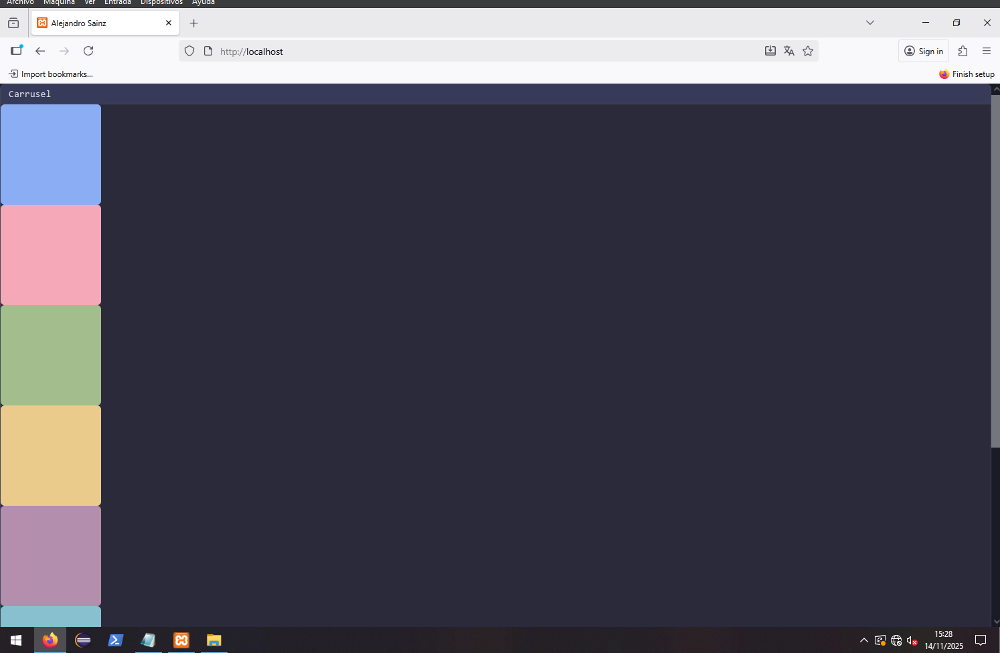 Archivo Máquina Ver Entrada Dispositivos Ayuda
Alejandro Sainz
http://localhost
Sign in
Import bookmarks...
Finish setup
Carrusel
15:28
14/11/2025